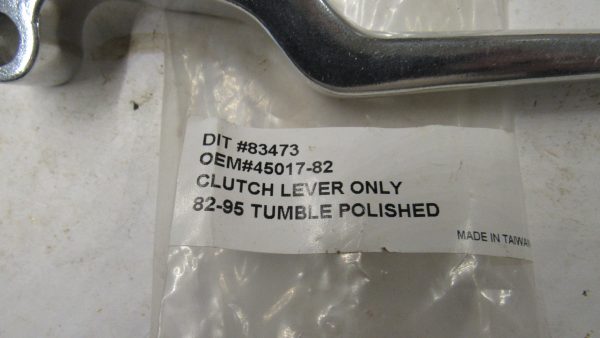 DIT #83473
OEM#45017-82
CLUTCH LEVER ONLY
82-95 TUMBLE POLISHED
MADE IN TAIWAN